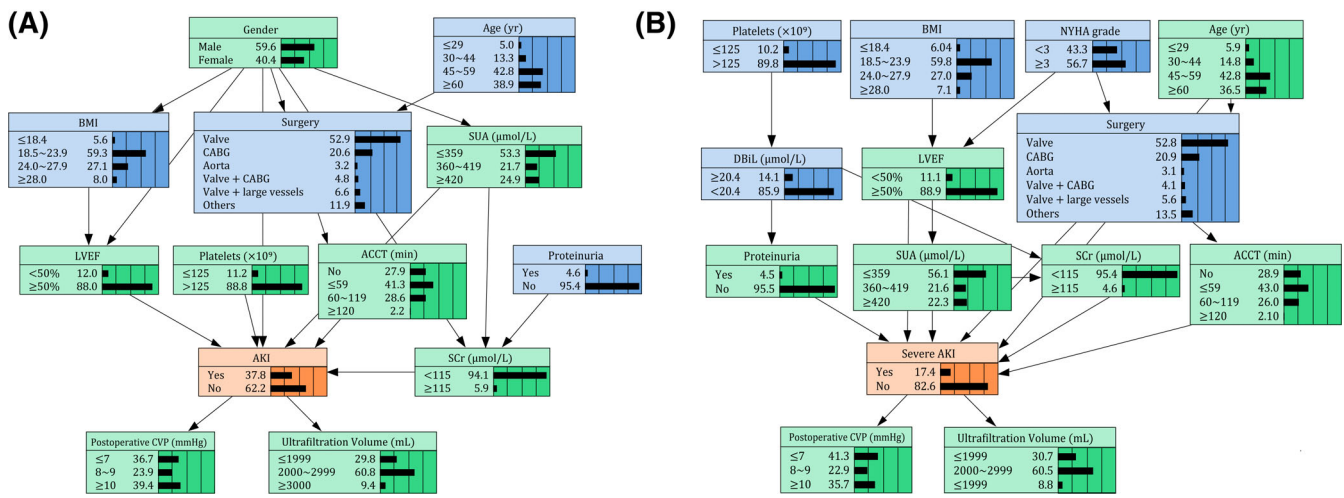 (A)
Gender
Male 59.6
Female 40.4
Age (yr)
≤29 5.0
30~44 13.3
45~59 42.8
≥60 38.9
BMI
≤18.4 5.6
18.5~23.9 59.3
24.0~27.9 27.1
≥28.0 8.0
Surgery
Valve 52.9
CABG 20.6
Aorta 3.2
Valve + CABG 4.8
Valve + large vessels 6.6
Others 11.9
SUA (μmol/L)
≤359 53.3
360~419 21.7
≥420 24.9
LVEF
<50% 12.0
≥50% 88.0
Platelets (×10⁹)
≤125 11.2
>125 88.8
ACCT (min)
No 27.9
≤59 41.3
60~119 28.6
≥120 2.2
Proteinuria
Yes 4.6
No 95.4
AKI
Yes 37.8
No 62.2
SCr (μmol/L)
<115 94.1
≥115 5.9
Postoperative CVP (mmHg)
≤7 36.7
8~9 23.9
≥10 39.4
Ultrafiltration Volume (mL)
≤1999 29.8
2000~2999 60.8
≥3000 9.4
(B)
Platelets (×10⁹)
≤125 10.2
>125 89.8
BMI
≤18.4 6.04
18.5~23.9 59.8
24.0~27.9 27.0
≥28.0 7.1
NYHA grade
<3 43.3
≥3 56.7
Age (yr)
≤29 5.9
30~44 14.8
45~59 42.8
≥60 36.5
DBiL (μmol/L)
≥20.4 14.1
<20.4 85.9
LVEF
<50% 11.1
≥50% 88.9
Surgery
Valve 52.8
CABG 20.9
Aorta 3.1
Valve + CABG 4.1
Valve + large vessels 5.6
Others 13.5
Proteinuria
Yes 4.5
No 95.5
SUA (μmol/L)
≤359 56.1
360~419 21.6
≥420 22.3
SCr (μmol/L)
<115 95.4
≥115 4.6
ACCT (min)
No 28.9
≤59 43.0
60~119 26.0
≥120 2.10
Severe AKI
Yes 17.4
No 82.6
Postoperative CVP (mmHg)
≤7 41.3
8~9 22.9
≥10 35.7
Ultrafiltration Volume (mL)
≤1999 30.7
2000~2999 60.5
≤1999 8.8